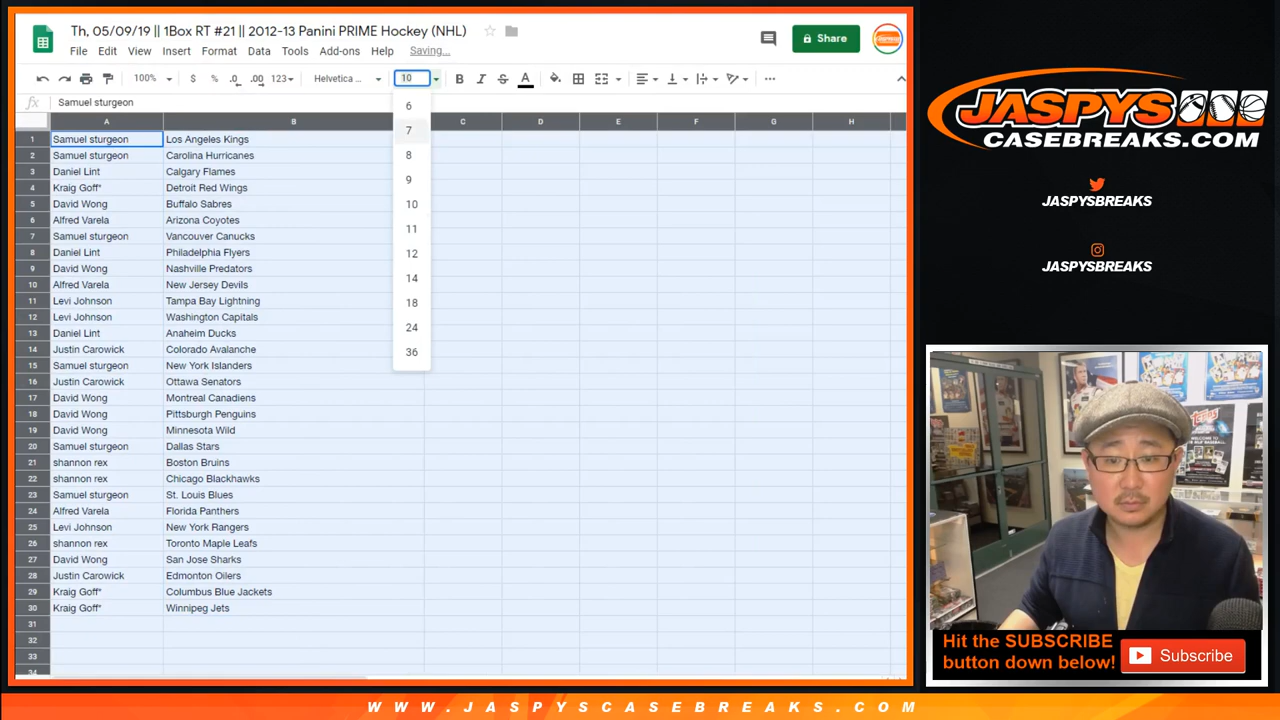 Th, 05/09/19 || 1Box RT #21 || 2012-13 Panini PRIME Hockey (NHL)
File Edit View Insert Format Data Tools Add-ons Help Saving...
Share
100% $ % .0 .00 123 Helvetica ... 10 B I S A
fx Samuel sturgeon
A B C D E F G H
1 Samuel sturgeon Los Angeles Kings
2 Samuel sturgeon Carolina Hurricanes
3 Daniel Lint Calgary Flames
4 Kraig Goff* Detroit Red Wings
5 David Wong Buffalo Sabres
6 Alfred Varela Arizona Coyotes
7 Samuel sturgeon Vancouver Canucks
8 Daniel Lint Philadelphia Flyers
9 David Wong Nashville Predators
10 Alfred Varela New Jersey Devils
11 Levi Johnson Tampa Bay Lightning
12 Levi Johnson Washington Capitals
13 Daniel Lint Anaheim Ducks
14 Justin Carowick Colorado Avalanche
15 Samuel sturgeon New York Islanders
16 Justin Carowick Ottawa Senators
17 David Wong Montreal Canadiens
18 David Wong Pittsburgh Penguins
19 David Wong Minnesota Wild
20 Samuel sturgeon Dallas Stars
21 shannon rex Boston Bruins
22 shannon rex Chicago Blackhawks
23 Samuel sturgeon St. Louis Blues
24 Alfred Varela Florida Panthers
25 Levi Johnson New York Rangers
26 shannon rex Toronto Maple Leafs
27 David Wong San Jose Sharks
28 Justin Carowick Edmonton Oilers
29 Kraig Goff* Columbus Blue Jackets
30 Kraig Goff* Winnipeg Jets
31
32
33
34
6
7
8
9
10
11
12
14
18
24
36
JASPYS
CASEBREAKS.COM
JASPYSBREAKS
JASPYSBREAKS
Topps
Hit the SUBSCRIBE
button down below!
Subscribe
WWW.JASPYSCASEBREAKS.COM